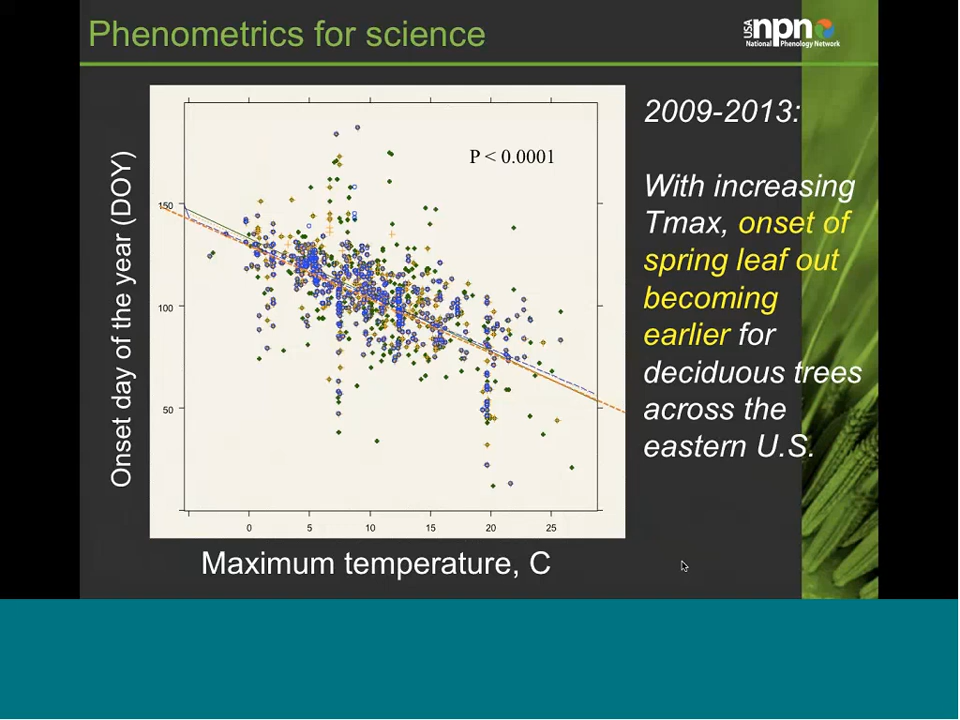 Phenometrics for science
USA
npn
National Phenology Network
P < 0.0001
Onset day of the year (DOY)
150
100
50
0 5 10 15 20 25
Maximum temperature, C
2009-2013:
With increasing
Tmax, onset of
spring leaf out
becoming
earlier for
deciduous trees
across the
eastern U.S.